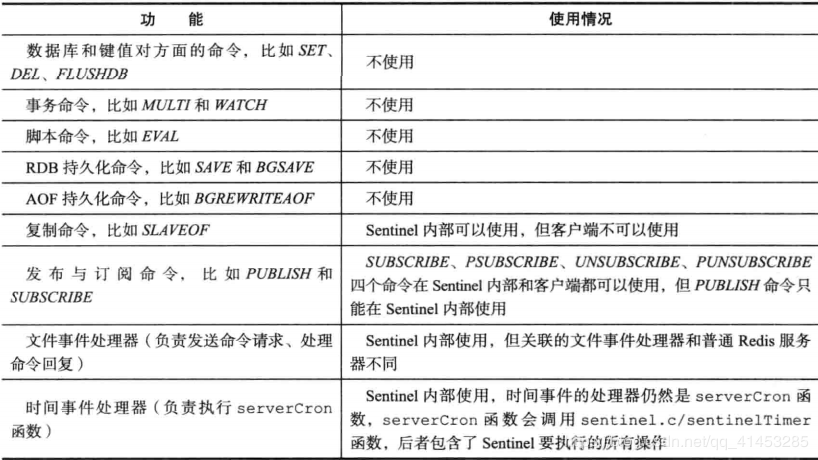 功 能 使用情况
数据库和键值对方面的命令，比如 SET、
DEL、FLUSHDB
不使用
事务命令，比如 MULTI 和 WATCH 不使用
脚本命令，比如 EVAL 不使用
RDB 持久化命令，比如 SAVE 和 BGSAVE 不使用
AOF 持久化命令，比如 BGREWRITEAOF 不使用
复制命令，比如 SLAVEOF Sentinel 内部可以使用，但客户端不可以使用
发布与订阅命令，比如 PUBLISH 和
SUBSCRIBE
SUBSCRIBE、PSUBSCRIBE、UNSUBSCRIBE、PUNSUBSCRIBE
四个命令在 Sentinel 内部和客户端都可以使用，但 PUBLISH 命令只
能在 Sentinel 内部使用
文件事件处理器（负责发送命令请求、处理
命令回复）
Sentinel 内部使用，但关联的文件事件处理器和普通 Redis 服务
器不同
时间事件处理器（负责执行 serverCron
函数）
Sentinel 内部使用，时间事件的处理器仍然是 serverCron 函
数，serverCron 函数会调用 sentinel.c/sentinelTimer
函数，后者包含了 Sentinel 要执行的所有操作
dn.net/qq_41453285